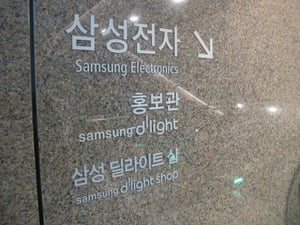 삼성전자 ↘
Samsung Electronics
홍보관
samsung d'light
삼성 딜라이트 샵
samsung d'light shop